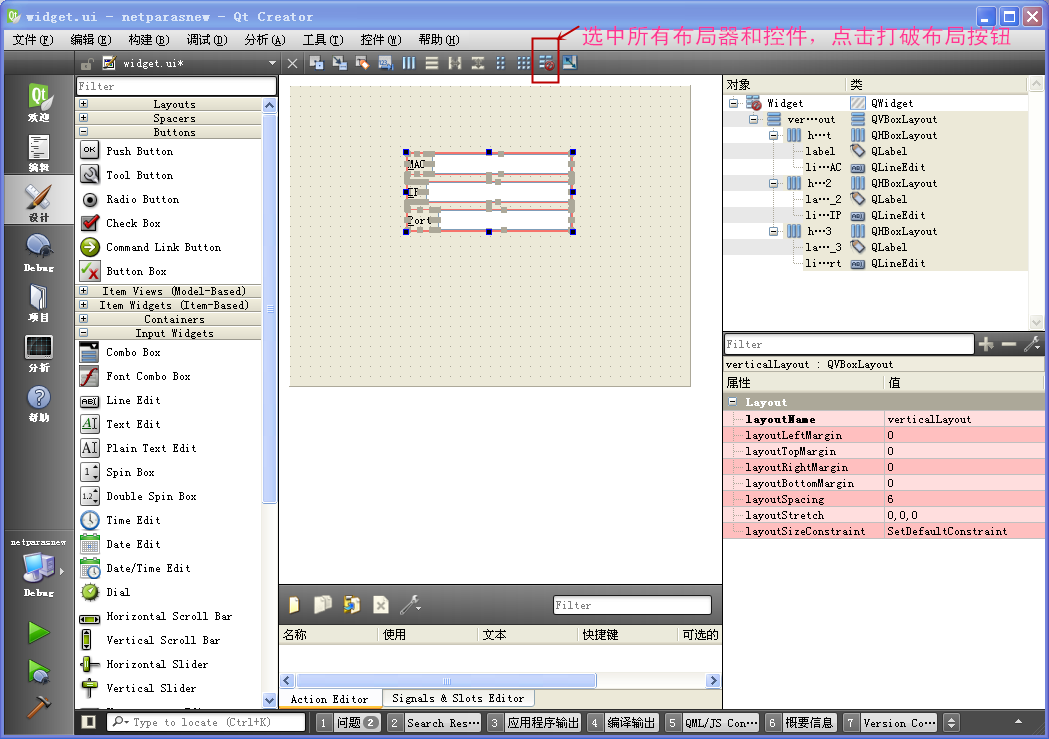 widget.ui - netparasnew - Qt Creator
文件(F) 编辑(E) 构建(B) 调试(D) 分析(A) 工具(T) 控件(W) 帮助(H)
选中所有布局器和控件，点击打破布局按钮
widget.ui*
Qt
欢迎
编辑
设计
Debug
项目
分析
帮助
netparasnew
Debug
Filter
Layouts
Spacers
Buttons
OK Push Button
Tool Button
Radio Button
Check Box
Command Link Button
Button Box
Item Views (Model-Based)
Item Widgets (Item-Based)
Containers
Input Widgets
Combo Box
Font Combo Box
ABI Line Edit
AI Text Edit
AI Plain Text Edit
1 Spin Box
1.2 Double Spin Box
Time Edit
Date Edit
Date/Time Edit
Dial
Horizontal Scroll Bar
Vertical Scroll Bar
Horizontal Slider
Vertical Slider
MAC
IP
Port
Filter
名称 使用 文本 快捷键 可选的
Action Editor Signals & Slots Editor
对象 类
Widget QWidget
ver…out QVBoxLayout
h…t QHBoxLayout
label QLabel
li…AC QLineEdit
h…2 QHBoxLayout
la…_2 QLabel
li…IP QLineEdit
h…3 QHBoxLayout
la…_3 QLabel
li…rt QLineEdit
Filter
verticalLayout : QVBoxLayout
属性 值
Layout
layoutName verticalLayout
layoutLeftMargin 0
layoutTopMargin 0
layoutRightMargin 0
layoutBottomMargin 0
layoutSpacing 6
layoutStretch 0,0,0
layoutSizeConstraint SetDefaultConstraint
Type to locate (Ctrl+K) 1 问题 2 2 Search Res… 3 应用程序输出 4 编译输出 5 QML/JS Con… 6 概要信息 7 Version Co…